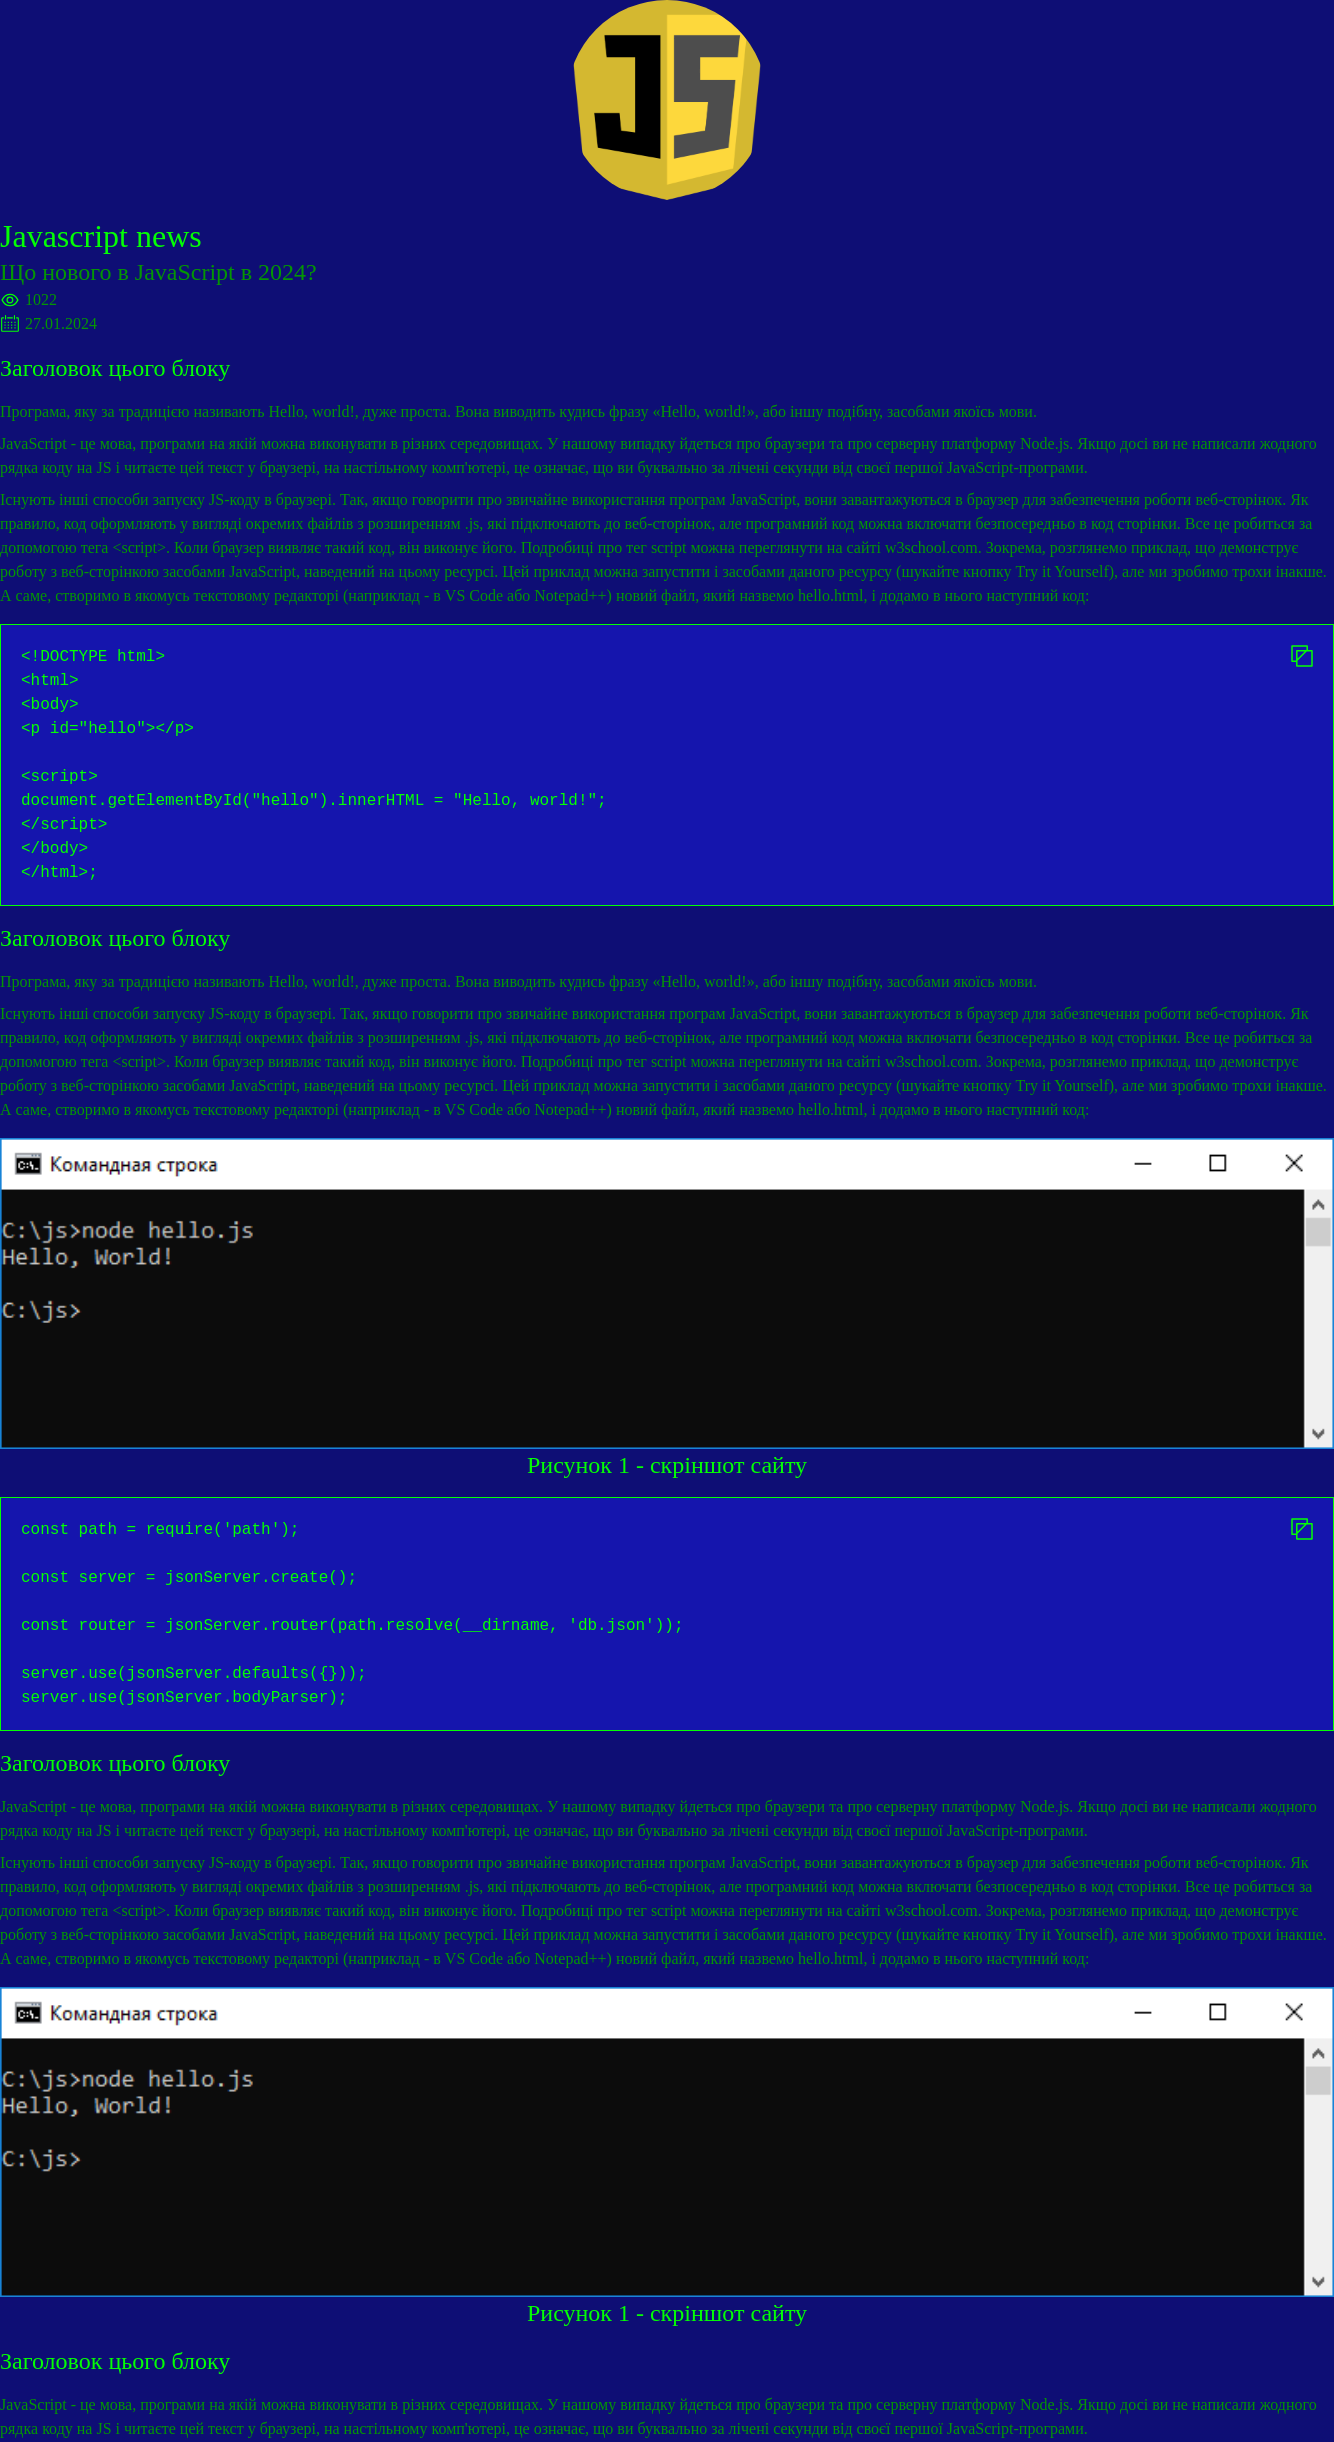 JS
Javascript news
Що нового в JavaScript в 2024?
1022
27.01.2024
Заголовок цього блоку
Програма, яку за традицією називають Hello, world!, дуже проста. Вона виводить кудись фразу «Hello, world!», або іншу подібну, засобами якоїсь мови.
JavaScript - це мова, програми на якій можна виконувати в різних середовищах. У нашому випадку йдеться про браузери та про серверну платформу Node.js. Якщо досі ви не написали жодного
рядка коду на JS і читаєте цей текст у браузері, на настільному комп'ютері, це означає, що ви буквально за лічені секунди від своєї першої JavaScript-програми.
Існують інші способи запуску JS-коду в браузері. Так, якщо говорити про звичайне використання програм JavaScript, вони завантажуються в браузер для забезпечення роботи веб-сторінок. Як
правило, код оформляють у вигляді окремих файлів з розширенням .js, які підключають до веб-сторінок, але програмний код можна включати безпосередньо в код сторінки. Все це робиться за
допомогою тега <script>. Коли браузер виявляє такий код, він виконує його. Подробиці про тег script можна переглянути на сайті w3school.com. Зокрема, розглянемо приклад, що демонструє
роботу з веб-сторінкою засобами JavaScript, наведений на цьому ресурсі. Цей приклад можна запустити і засобами даного ресурсу (шукайте кнопку Try it Yourself), але ми зробимо трохи інакше.
А саме, створимо в якомусь текстовому редакторі (наприклад - в VS Code або Notepad++) новий файл, який назвемо hello.html, і додамо в нього наступний код:
<!DOCTYPE html>
<html>
<body>
<p id="hello"></p>
<script>
document.getElementById("hello").innerHTML = "Hello, world!";
</script>
</body>
</html>;
Заголовок цього блоку
Програма, яку за традицією називають Hello, world!, дуже проста. Вона виводить кудись фразу «Hello, world!», або іншу подібну, засобами якоїсь мови.
Існують інші способи запуску JS-коду в браузері. Так, якщо говорити про звичайне використання програм JavaScript, вони завантажуються в браузер для забезпечення роботи веб-сторінок. Як
правило, код оформляють у вигляді окремих файлів з розширенням .js, які підключають до веб-сторінок, але програмний код можна включати безпосередньо в код сторінки. Все це робиться за
допомогою тега <script>. Коли браузер виявляє такий код, він виконує його. Подробиці про тег script можна переглянути на сайті w3school.com. Зокрема, розглянемо приклад, що демонструє
роботу з веб-сторінкою засобами JavaScript, наведений на цьому ресурсі. Цей приклад можна запустити і засобами даного ресурсу (шукайте кнопку Try it Yourself), але ми зробимо трохи інакше.
А саме, створимо в якомусь текстовому редакторі (наприклад - в VS Code або Notepad++) новий файл, який назвемо hello.html, і додамо в нього наступний код:
Командная строка
C:\js>node hello.js
Hello, World!
C:\js>
Рисунок 1 - скріншот сайту
const path = require('path');
const server = jsonServer.create();
const router = jsonServer.router(path.resolve(__dirname, 'db.json'));
server.use(jsonServer.defaults({}));
server.use(jsonServer.bodyParser);
Заголовок цього блоку
JavaScript - це мова, програми на якій можна виконувати в різних середовищах. У нашому випадку йдеться про браузери та про серверну платформу Node.js. Якщо досі ви не написали жодного
рядка коду на JS і читаєте цей текст у браузері, на настільному комп'ютері, це означає, що ви буквально за лічені секунди від своєї першої JavaScript-програми.
Існують інші способи запуску JS-коду в браузері. Так, якщо говорити про звичайне використання програм JavaScript, вони завантажуються в браузер для забезпечення роботи веб-сторінок. Як
правило, код оформляють у вигляді окремих файлів з розширенням .js, які підключають до веб-сторінок, але програмний код можна включати безпосередньо в код сторінки. Все це робиться за
допомогою тега <script>. Коли браузер виявляє такий код, він виконує його. Подробиці про тег script можна переглянути на сайті w3school.com. Зокрема, розглянемо приклад, що демонструє
роботу з веб-сторінкою засобами JavaScript, наведений на цьому ресурсі. Цей приклад можна запустити і засобами даного ресурсу (шукайте кнопку Try it Yourself), але ми зробимо трохи інакше.
А саме, створимо в якомусь текстовому редакторі (наприклад - в VS Code або Notepad++) новий файл, який назвемо hello.html, і додамо в нього наступний код:
Командная строка
C:\js>node hello.js
Hello, World!
C:\js>
Рисунок 1 - скріншот сайту
Заголовок цього блоку
JavaScript - це мова, програми на якій можна виконувати в різних середовищах. У нашому випадку йдеться про браузери та про серверну платформу Node.js. Якщо досі ви не написали жодного
рядка коду на JS і читаєте цей текст у браузері, на настільному комп'ютері, це означає, що ви буквально за лічені секунди від своєї першої JavaScript-програми.